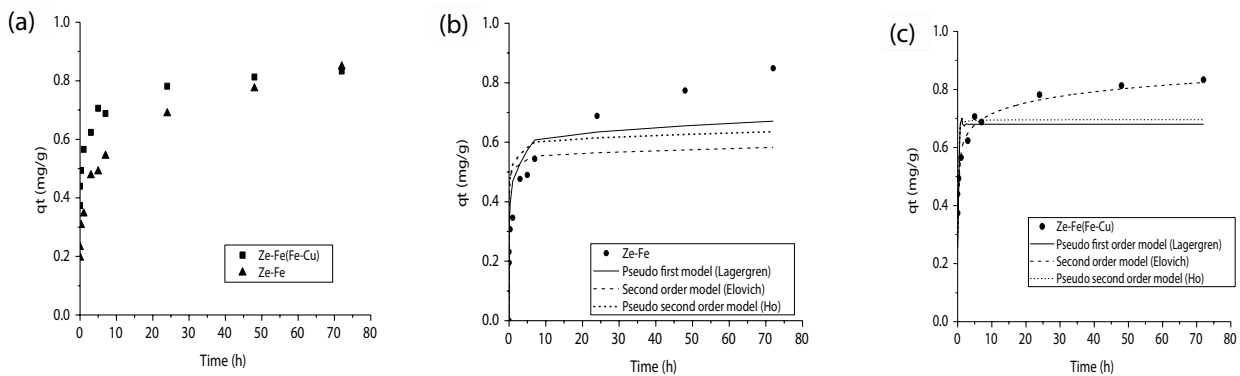 (a)
1.0
0.8
0.6
0.4
0.2
0.0
qt (mg/g)
Ze-Fe(Fe-Cu)
Ze-Fe
0 10 20 30 40 50 60 70 80
Time (h)
(b)
1.0
0.8
0.6
0.4
0.2
0.0
qt (mg/g)
Ze-Fe
Pseudo first model (Lagergren)
Second order model (Elovich)
Pseudo second order model (Ho)
0 10 20 30 40 50 60 70 80
Time (h)
(c)
1.0
0.8
0.6
0.4
0.2
0.0
qt (mg/g)
Ze-Fe(Fe-Cu)
Pseudo first order model (Lagergren)
Second order model (Elovich)
Pseudo second order model (Ho)
0 10 20 30 40 50 60 70 80
Time (h)